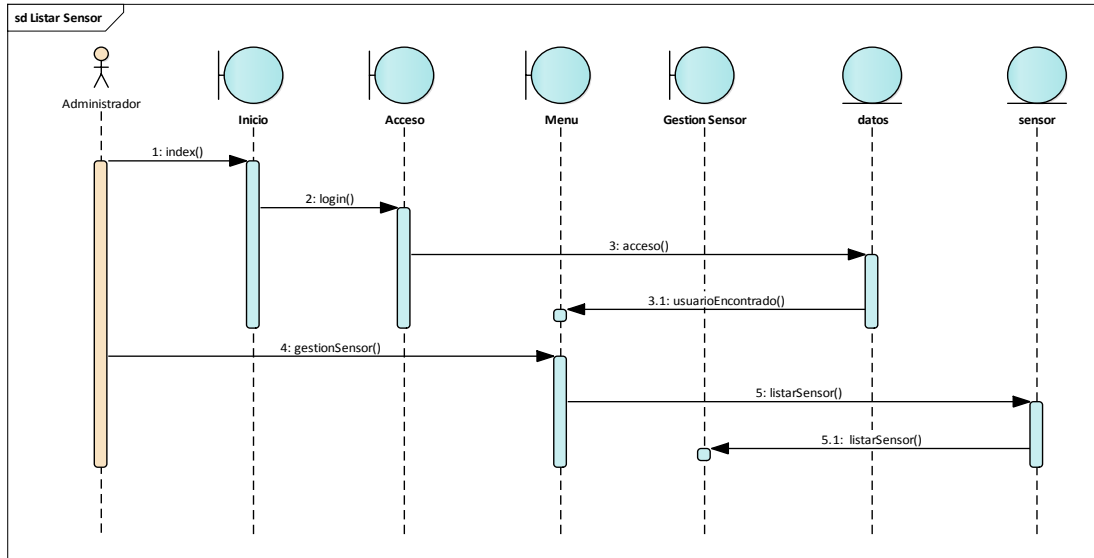 sd Listar Sensor
Administrador
Inicio
Acceso
Menu
Gestion Sensor
datos
sensor
1: index()
2: login()
3: acceso()
3.1: usuarioEncontrado()
4: gestionSensor()
5: listarSensor()
5.1: listarSensor()